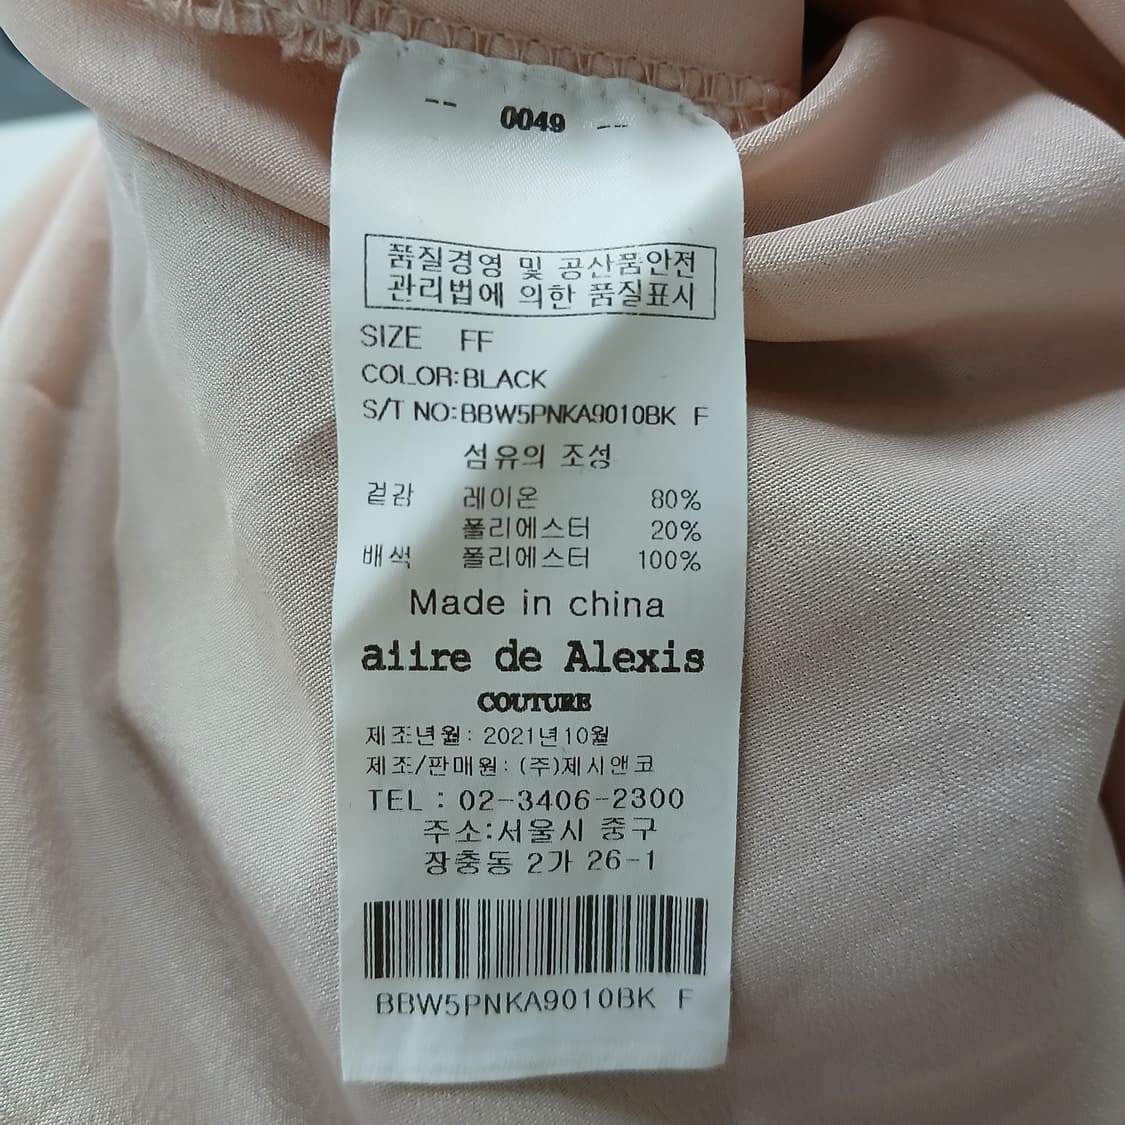 -- 0049 --
품질경영 및 공산품안전
관리법에 의한 품질표시
SIZE FF
COLOR:BLACK
S/T NO:BBW5PNKA9010BK F
섬유의 조성
겉감 레이온 80%
폴리에스터 20%
배색 폴리에스터 100%
Made in china
aiire de Alexis
COUTURE
제조년월: 2021년10월
제조/판매원: (주)제시앤코
TEL : 02-3406-2300
주소:서울시 중구
장충동 2가 26-1
BBW5PNKA9010BK F